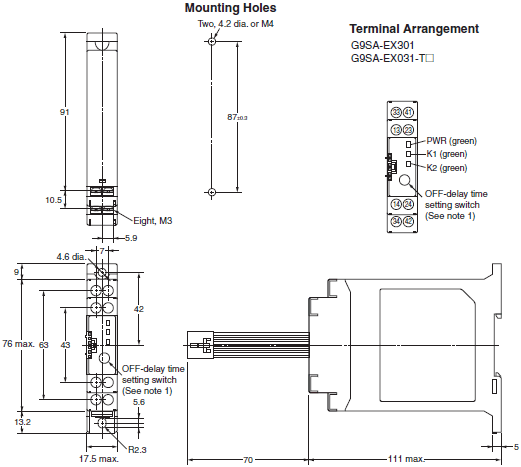 Mounting Holes
Two, 4.2 dia. or M4
Terminal Arrangement
G9SA-EX301
G9SA-EX031-T□
91
87±0.3
33 41
13 23
PWR (green)
K1 (green)
K2 (green)
10.5
OFF-delay time
setting switch
(See note 1)
14 24
34 42
Eight, M3
5.9
7
4.6 dia.
9
42
76 max.
63
43
OFF-delay time
setting switch
(See note 1)
5.6
13.2
R2.3
17.5 max.
70
111 max.
5